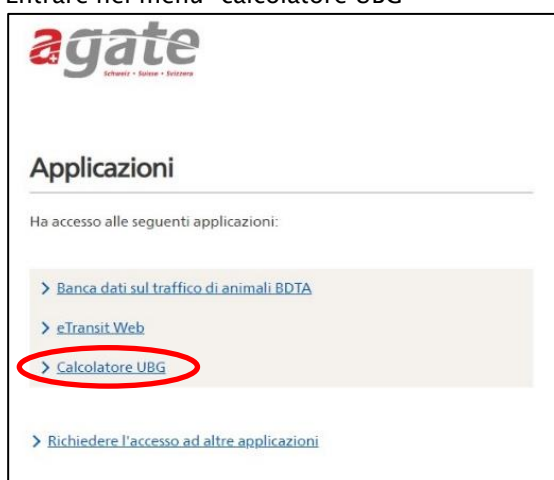 Entrare nel menu "calcolatore UBG"
agate
Schweiz • Suisse • Svizzera
Applicazioni
Ha accesso alle seguenti applicazioni:
> Banca dati sul traffico di animali BDTA
> eTransit Web
> Calcolatore UBG
> Richiedere l'accesso ad altre applicazioni